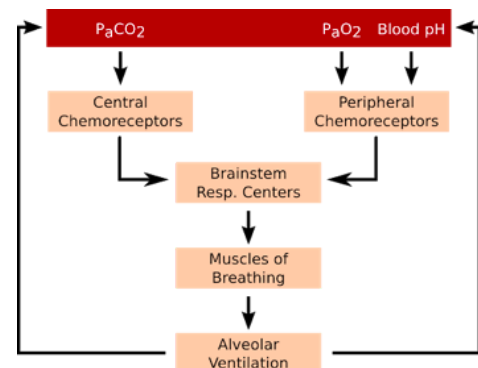 PaCO2 PaO2 Blood pH
Central
Chemoreceptors
Peripheral
Chemoreceptors
Brainstem
Resp. Centers
Muscles of
Breathing
Alveolar
Ventilation